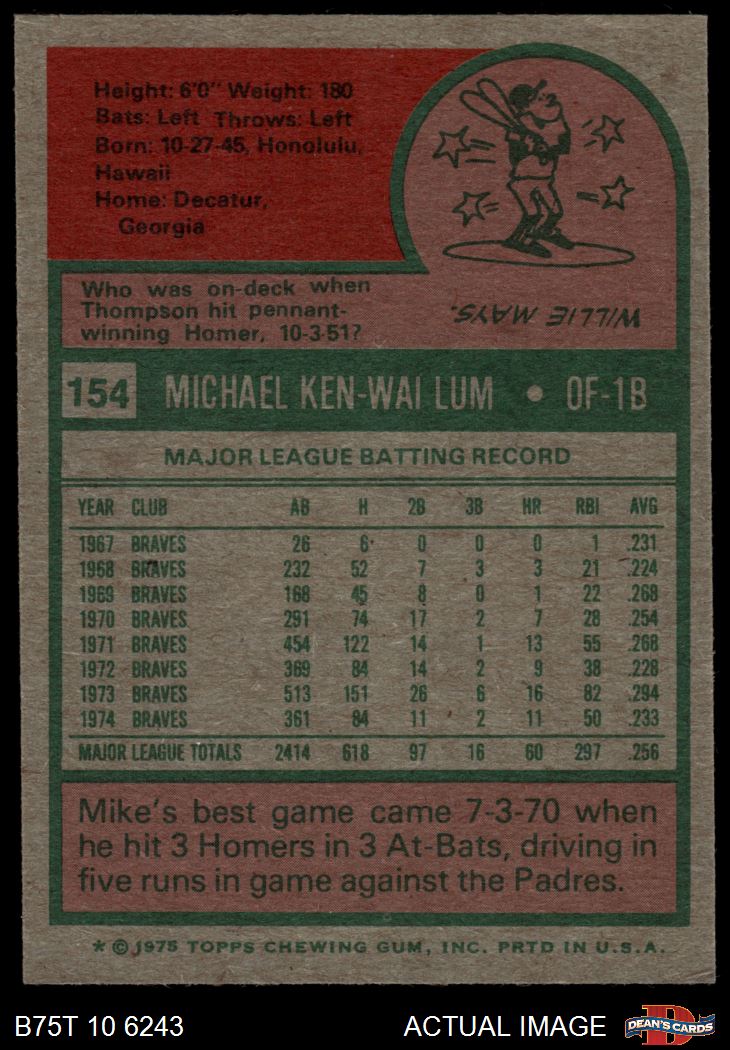 Height: 6'0" Weight: 180
Bats: Left Throws: Left
Born: 10-27-45, Honolulu,
Hawaii
Home: Decatur,
Georgia
Who was on-deck when
Thompson hit pennant-
winning Homer, 10-3-51?
WILLIE MAYS.
154 MICHAEL KEN-WAI LUM • OF-1B
MAJOR LEAGUE BATTING RECORD
YEAR CLUB AB H 2B 3B HR RBI AVG
1967 BRAVES 26 6 0 0 0 1 .231
1968 BRAVES 232 52 7 3 3 21 .224
1969 BRAVES 168 45 8 0 1 22 .268
1970 BRAVES 291 74 17 2 7 28 .254
1971 BRAVES 454 122 14 1 13 55 .268
1972 BRAVES 369 84 14 2 9 38 .228
1973 BRAVES 513 151 26 6 16 82 .294
1974 BRAVES 361 84 11 2 11 50 .233
MAJOR LEAGUE TOTALS 2414 618 97 16 60 297 .256
Mike's best game came 7-3-70 when
he hit 3 Homers in 3 At-Bats, driving in
five runs in game against the Padres.
* © 1975 TOPPS CHEWING GUM, INC. PRTD IN U.S.A.
B75T 10 6243 ACTUAL IMAGE D DEAN'S CARDS